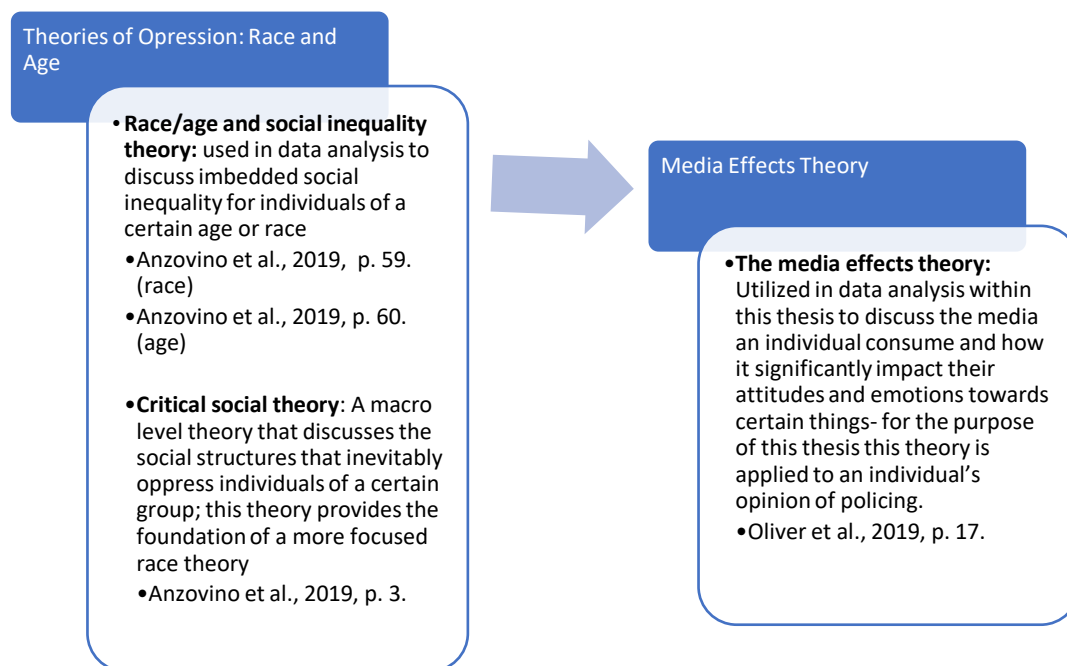 Theories of Opression: Race and
Age
•Race/age and social inequality
theory: used in data analysis to
discuss imbedded social
inequality for individuals of a
certain age or race
•Anzovino et al., 2019, p. 59.
(race)
•Anzovino et al., 2019, p. 60.
(age)
•Critical social theory: A macro
level theory that discusses the
social structures that inevitably
oppress individuals of a certain
group; this theory provides the
foundation of a more focused
race theory
•Anzovino et al., 2019, p. 3.
Media Effects Theory
•The media effects theory:
Utilized in data analysis within
this thesis to discuss the media
an individual consume and how
it significantly impact their
attitudes and emotions towards
certain things- for the purpose
of this thesis this theory is
applied to an individual’s
opinion of policing.
•Oliver et al., 2019, p. 17.